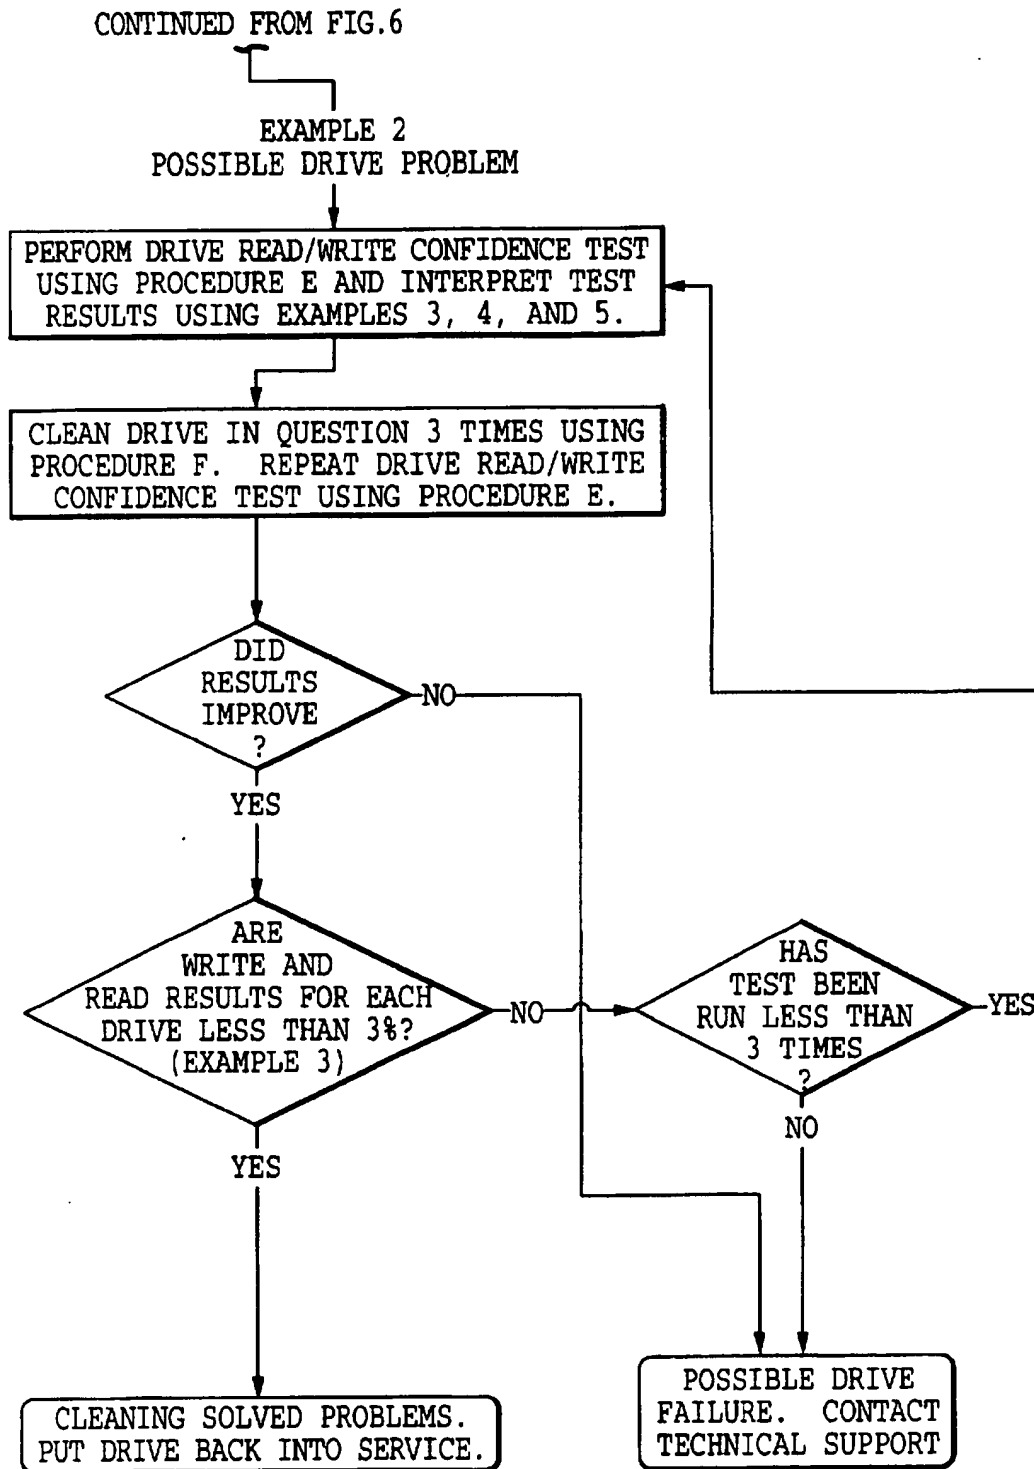 CONTINUED FROM FIG.6
EXAMPLE 2
POSSIBLE DRIVE PROBLEM
PERFORM DRIVE READ/WRITE CONFIDENCE TEST
USING PROCEDURE E AND INTERPRET TEST
RESULTS USING EXAMPLES 3, 4, AND 5.
CLEAN DRIVE IN QUESTION 3 TIMES USING
PROCEDURE F. REPEAT DRIVE READ/WRITE
CONFIDENCE TEST USING PROCEDURE E.
DID
RESULTS
IMPROVE
?
NO
YES
ARE
WRITE AND
READ RESULTS FOR EACH
DRIVE LESS THAN 3%?
(EXAMPLE 3)
NO
YES
HAS
TEST BEEN
RUN LESS THAN
3 TIMES
?
YES
NO
CLEANING SOLVED PROBLEMS.
PUT DRIVE BACK INTO SERVICE.
POSSIBLE DRIVE
FAILURE. CONTACT
TECHNICAL SUPPORT